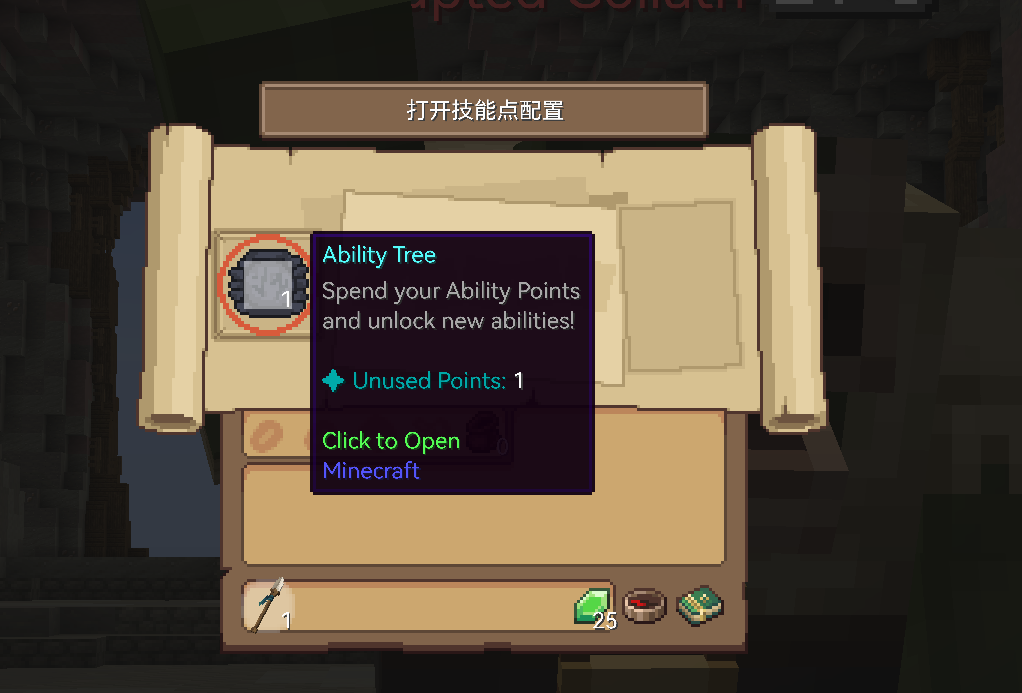 打开技能点配置
Ability Tree
Spend your Ability Points
and unlock new abilities!
Unused Points: 1
Click to Open
Minecraft
1
1
25